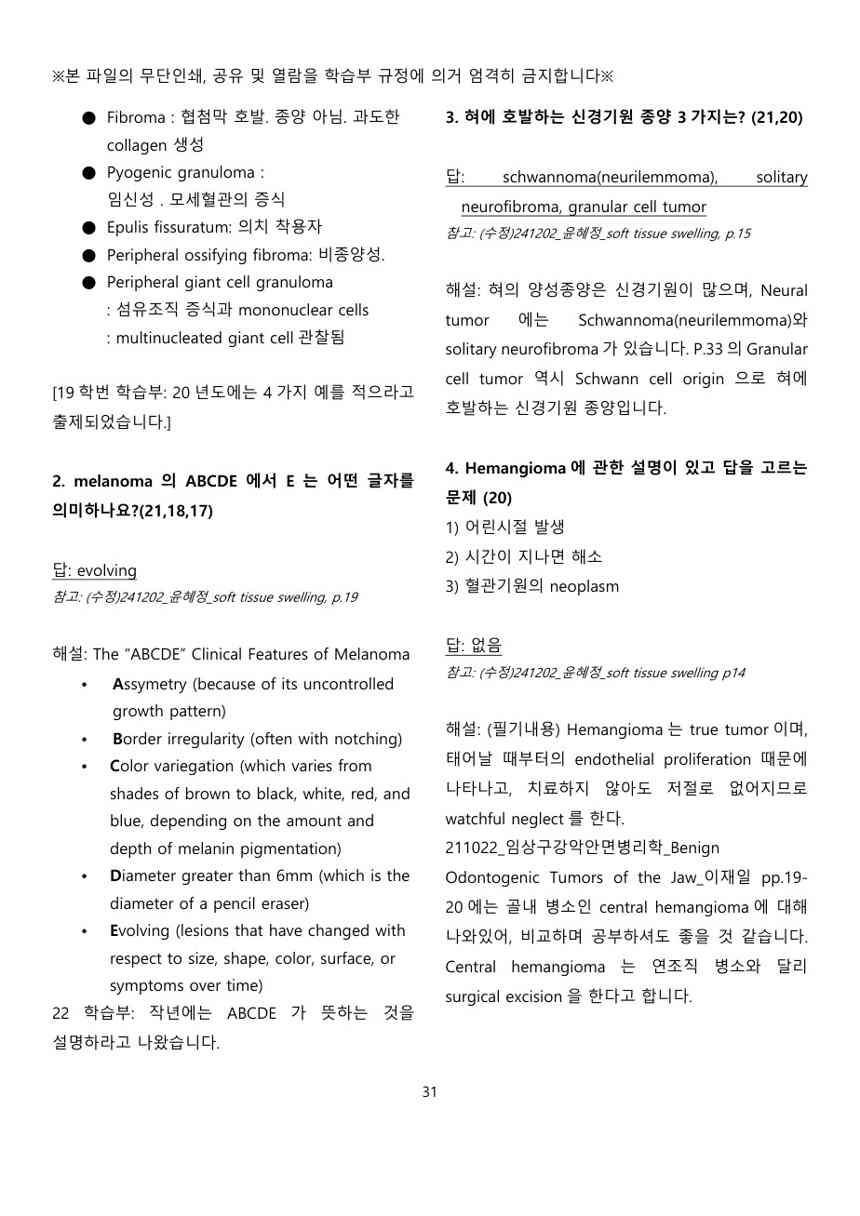 ※본 파일의 무단인쇄, 공유 및 열람을 학습부 규정에 의거 엄격히 금지합니다※
● Fibroma : 협첨막 호발. 종양 아님. 과도한
collagen 생성
● Pyogenic granuloma :
임신성 . 모세혈관의 증식
● Epulis fissuratum: 의치 착용자
● Peripheral ossifying fibroma: 비종양성.
● Peripheral giant cell granuloma
: 섬유조직 증식과 mononuclear cells
: multinucleated giant cell 관찰됨
[19 학번 학습부: 20 년도에는 4 가지 예를 적으라고
출제되었습니다.]
2. melanoma 의 ABCDE 에서 E 는 어떤 글자를
의미하나요?(21,18,17)
답: evolving
참고: (수정)241202_윤혜정_soft tissue swelling, p.19
해설: The “ABCDE” Clinical Features of Melanoma
• Assymetry (because of its uncontrolled
growth pattern)
• Border irregularity (often with notching)
• Color variegation (which varies from
shades of brown to black, white, red, and
blue, depending on the amount and
depth of melanin pigmentation)
• Diameter greater than 6mm (which is the
diameter of a pencil eraser)
• Evolving (lesions that have changed with
respect to size, shape, color, surface, or
symptoms over time)
22 학습부: 작년에는 ABCDE 가 뜻하는 것을
설명하라고 나왔습니다.
3. 혀에 호발하는 신경기원 종양 3 가지는? (21,20)
답: schwannoma(neurilemmoma), solitary
neurofibroma, granular cell tumor
참고: (수정)241202_윤혜정_soft tissue swelling, p.15
해설: 혀의 양성종양은 신경기원이 많으며, Neural
tumor 에는 Schwannoma(neurilemmoma)와
solitary neurofibroma 가 있습니다. P.33 의 Granular
cell tumor 역시 Schwann cell origin 으로 혀에
호발하는 신경기원 종양입니다.
4. Hemangioma 에 관한 설명이 있고 답을 고르는
문제 (20)
1) 어린시절 발생
2) 시간이 지나면 해소
3) 혈관기원의 neoplasm
답: 없음
참고: (수정)241202_윤혜정_soft tissue swelling p14
해설: (필기내용) Hemangioma 는 true tumor 이며,
태어날 때부터의 endothelial proliferation 때문에
나타나고, 치료하지 않아도 저절로 없어지므로
watchful neglect 를 한다.
211022_임상구강악안면병리학_Benign
Odontogenic Tumors of the Jaw_이재일 pp.19-
20 에는 골내 병소인 central hemangioma 에 대해
나와있어, 비교하며 공부하셔도 좋을 것 같습니다.
Central hemangioma 는 연조직 병소와 달리
surgical excision 을 한다고 합니다.
31